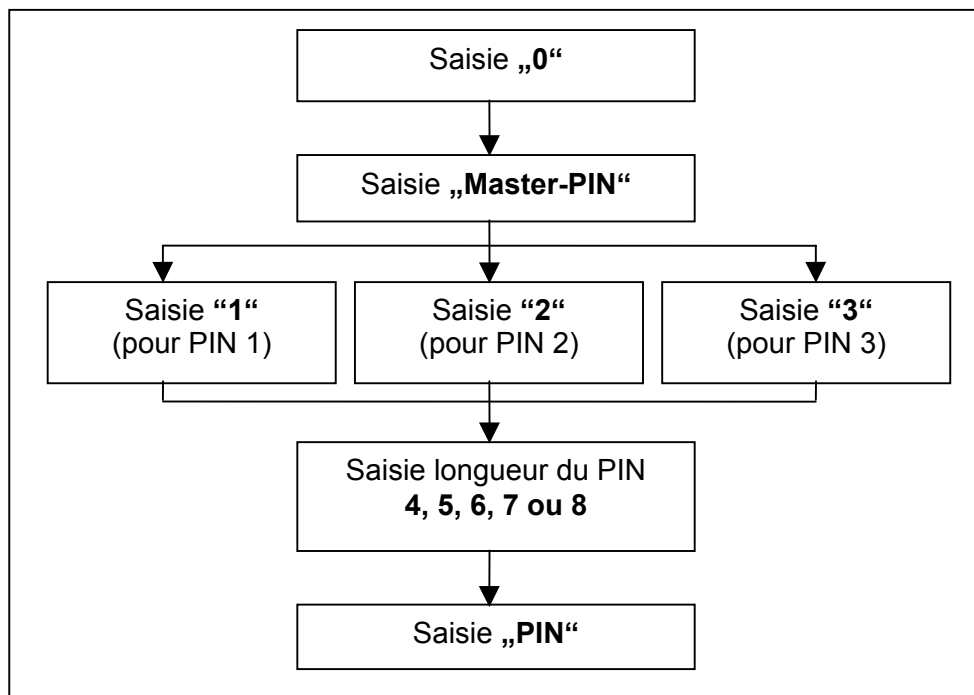 Saisie „0“
Saisie „Master-PIN“
Saisie “1“
(pour PIN 1)
Saisie “2“
(pour PIN 2)
Saisie “3“
(pour PIN 3)
Saisie longueur du PIN
4, 5, 6, 7 ou 8
Saisie „PIN“